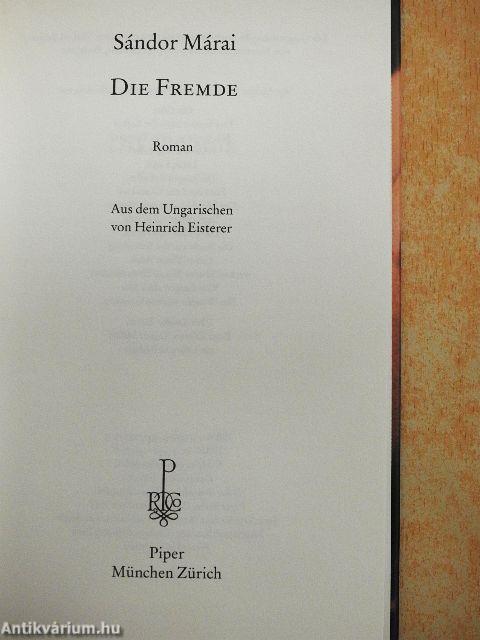 Sándor Márai
DIE FREMDE
Roman
Aus dem Ungarischen
von Heinrich Eisterer
Piper
München Zürich
Antikvárium.hu